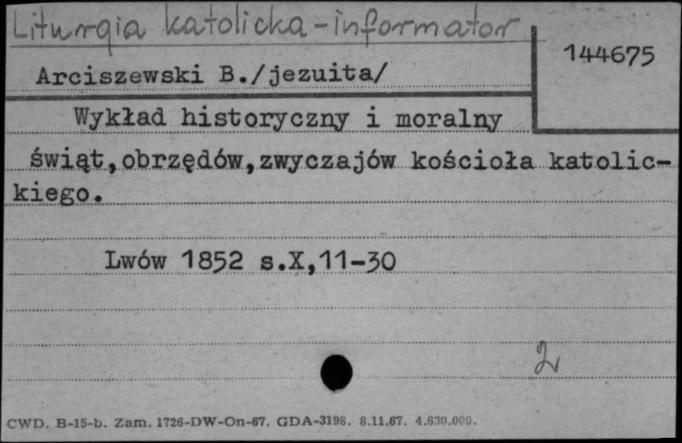 Liturgia katolicka - informator
144675
Arciszewski B./jezuita/
Wykład historyczny i moralny
świąt,obrzędów,zwyczajów kościoła katolic-
kiego.
Lwów 1852 s.X,11-30
2
CWD. B-15-b. Zam. 1726-DW-On-67. GDA-3198. 8.11.67. 4.630.000.